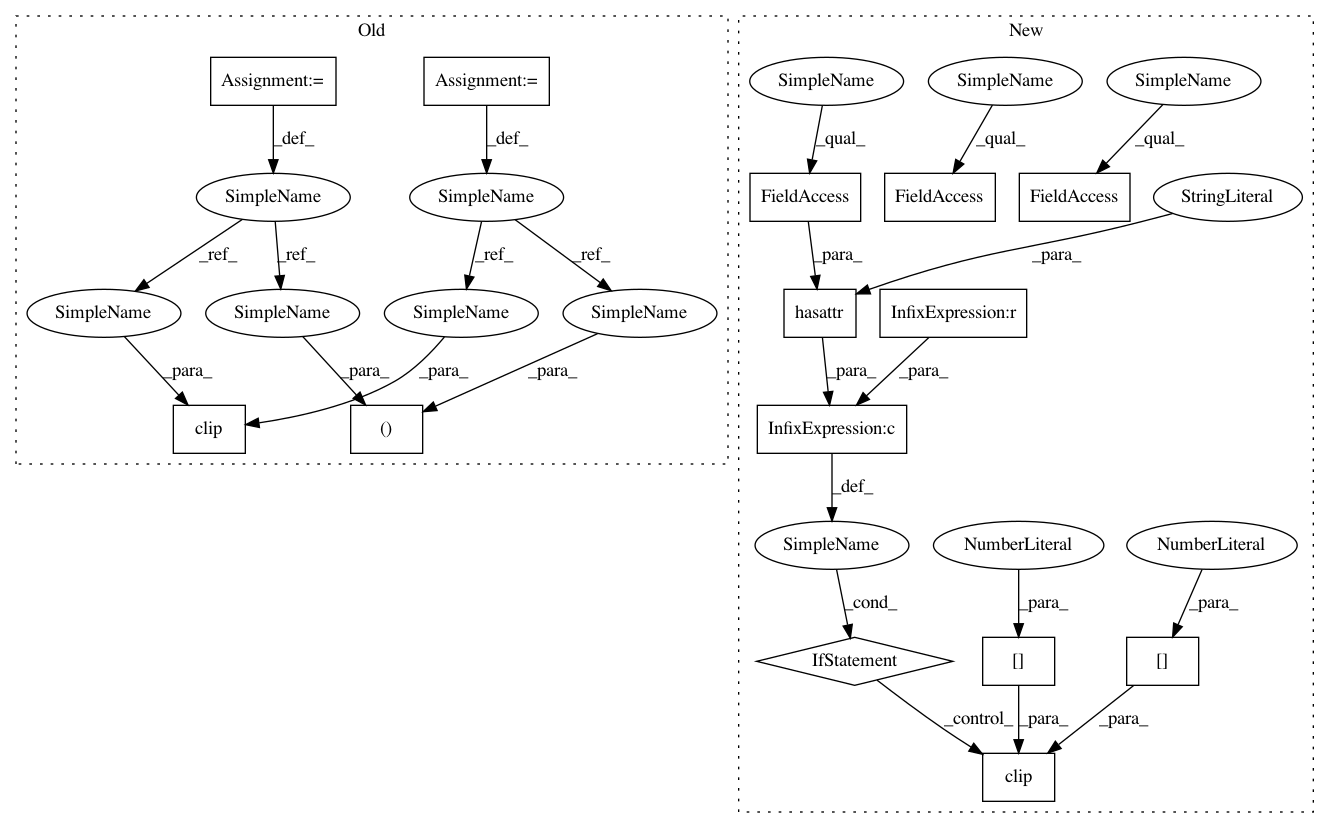 Old
New
Assignment:=
Assignment:=
SimpleName
SimpleName
SimpleName
_def_
_def_
_qual_
_qual_
_qual_
SimpleName
SimpleName
FieldAccess
FieldAccess
FieldAccess
StringLiteral
_ref_
_ref_
_ref_
_ref_
_para_
_para_
SimpleName
SimpleName
SimpleName
SimpleName
hasattr
InfixExpression:r
_para_
_para_
_para_
_para_
_para_
_para_
clip
()
InfixExpression:c
_def_
SimpleName
NumberLiteral
NumberLiteral
_cond_
_para_
_para_
IfStatement
[]
[]
_control_
_para_
_para_
clip